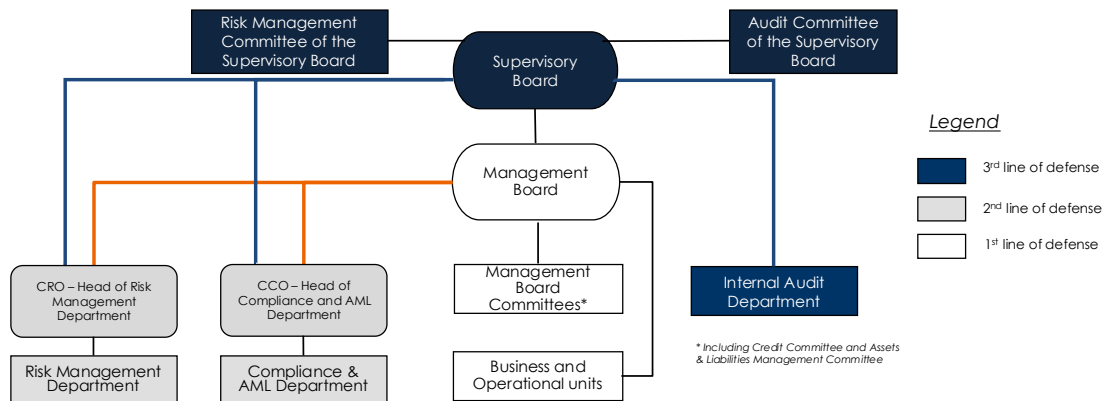 Risk Management
Committee of the
Supervisory Board
Audit Committee
of the Supervisory
Board
Supervisory
Board
Legend
Management
Board
3rd line of defense
2nd line of defense
1st line of defense
CRO – Head of Risk
Management
Department
CCO – Head of
Compliance and AML
Department
Management
Board
Committees*
Internal Audit
Department
* Including Credit Committee and Assets
& Liabilities Management Committee
Risk Management
Department
Compliance &
AML Department
Business and
Operational units